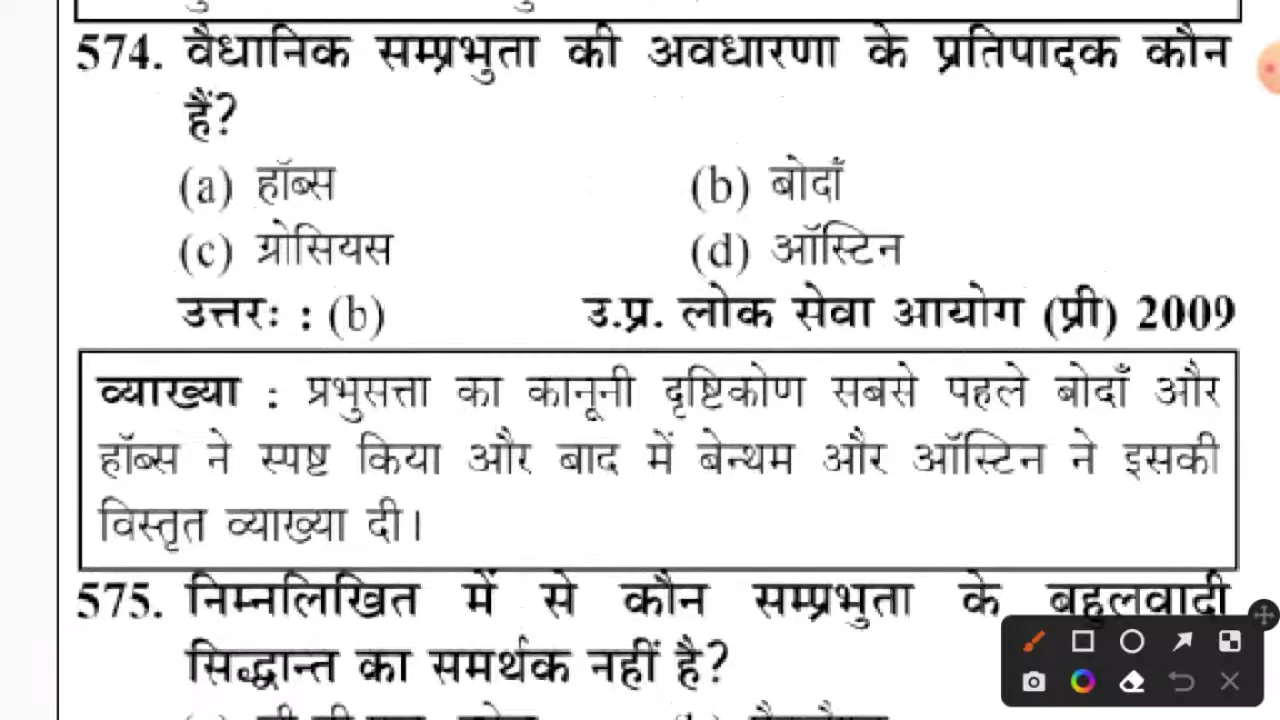 574. वैधानिक सम्प्रभुता की अवधारणा के प्रतिपादक कौन
हैं?
(a) हॉब्स (b) बोदाँ
(c) ग्रोसियस (d) ऑस्टिन
उत्तरः : (b) उ.प्र. लोक सेवा आयोग (प्री) 2009
व्याख्या : प्रभुसत्ता का कानूनी दृष्टिकोण सबसे पहले बोदाँ और
हॉब्स ने स्पष्ट किया और बाद में बेन्थम और ऑस्टिन ने इसकी
विस्तृत व्याख्या दी।
575. निम्नलिखित में से कौन सम्प्रभुता के बहुलवादी
सिद्धान्त का समर्थक नहीं है?